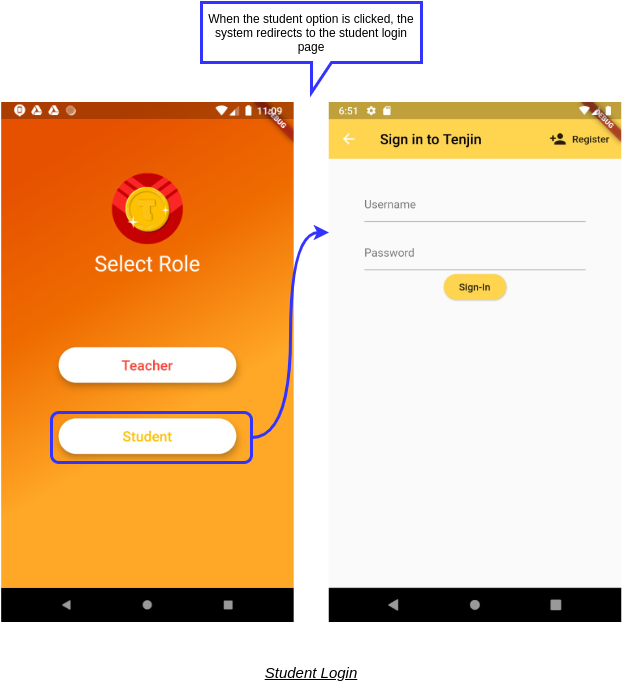 When the student option is clicked, the
system redirects to the student login
page
11:09
DEBUG
T
Select Role
Teacher
Student
6:51
DEBUG
Sign in to Tenjin
Register
Username
Password
Sign-In
Student Login